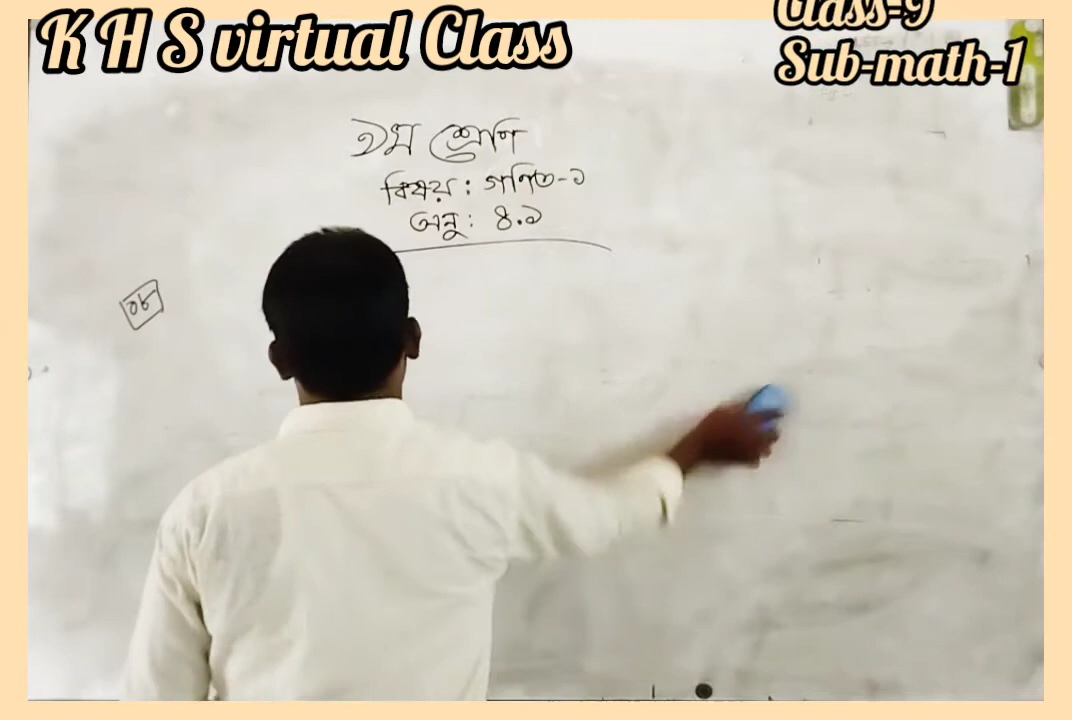 K H S virtual Class
Class-9
Sub-math-1
৯ম শ্রেণি
বিষয় : গণিত-১
অনু : ৪.১
০৮